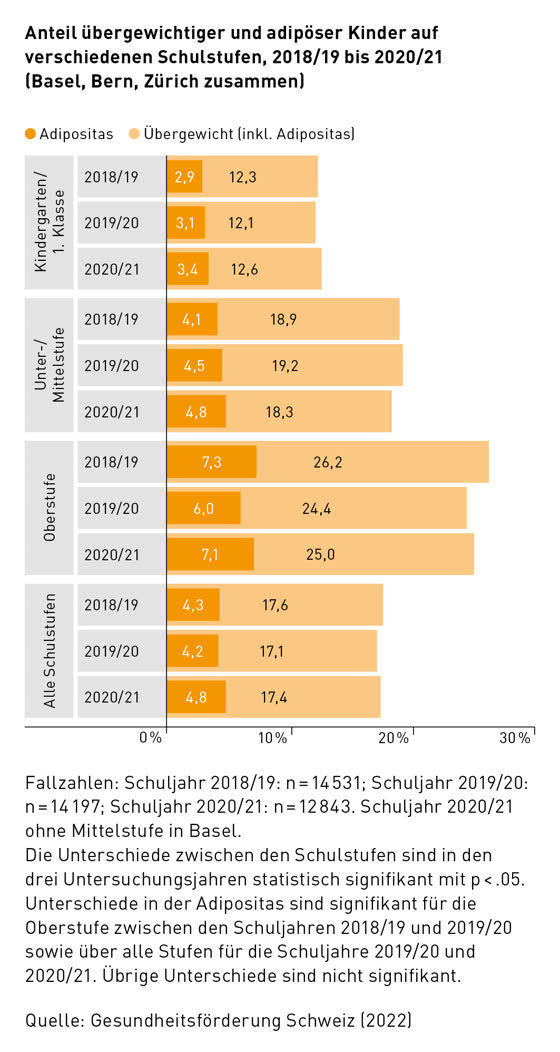 Anteil übergewichtiger und adipöser Kinder auf
verschiedenen Schulstufen, 2018/19 bis 2020/21
(Basel, Bern, Zürich zusammen)
Adipositas
Übergewicht (inkl. Adipositas)
Kindergarten/
1. Klasse
2018/19 2,9 12,3
2019/20 3,1 12,1
2020/21 3,4 12,6
Unter-/
Mittelstufe
2018/19 4,1 18,9
2019/20 4,5 19,2
2020/21 4,8 18,3
Oberstufe
2018/19 7,3 26,2
2019/20 6,0 24,4
2020/21 7,1 25,0
Alle Schulstufen
2018/19 4,3 17,6
2019/20 4,2 17,1
2020/21 4,8 17,4
0 % 10 % 20 % 30 %
Fallzahlen: Schuljahr 2018/19: n = 14 531; Schuljahr 2019/20:
n = 14 197; Schuljahr 2020/21: n = 12 843. Schuljahr 2020/21
ohne Mittelstufe in Basel.
Die Unterschiede zwischen den Schulstufen sind in den
drei Untersuchungsjahren statistisch signifikant mit p < .05.
Unterschiede in der Adipositas sind signifikant für die
Oberstufe zwischen den Schuljahren 2018/19 und 2019/20
sowie über alle Stufen für die Schuljahre 2019/20 und
2020/21. Übrige Unterschiede sind nicht signifikant.
Quelle: Gesundheitsförderung Schweiz (2022)